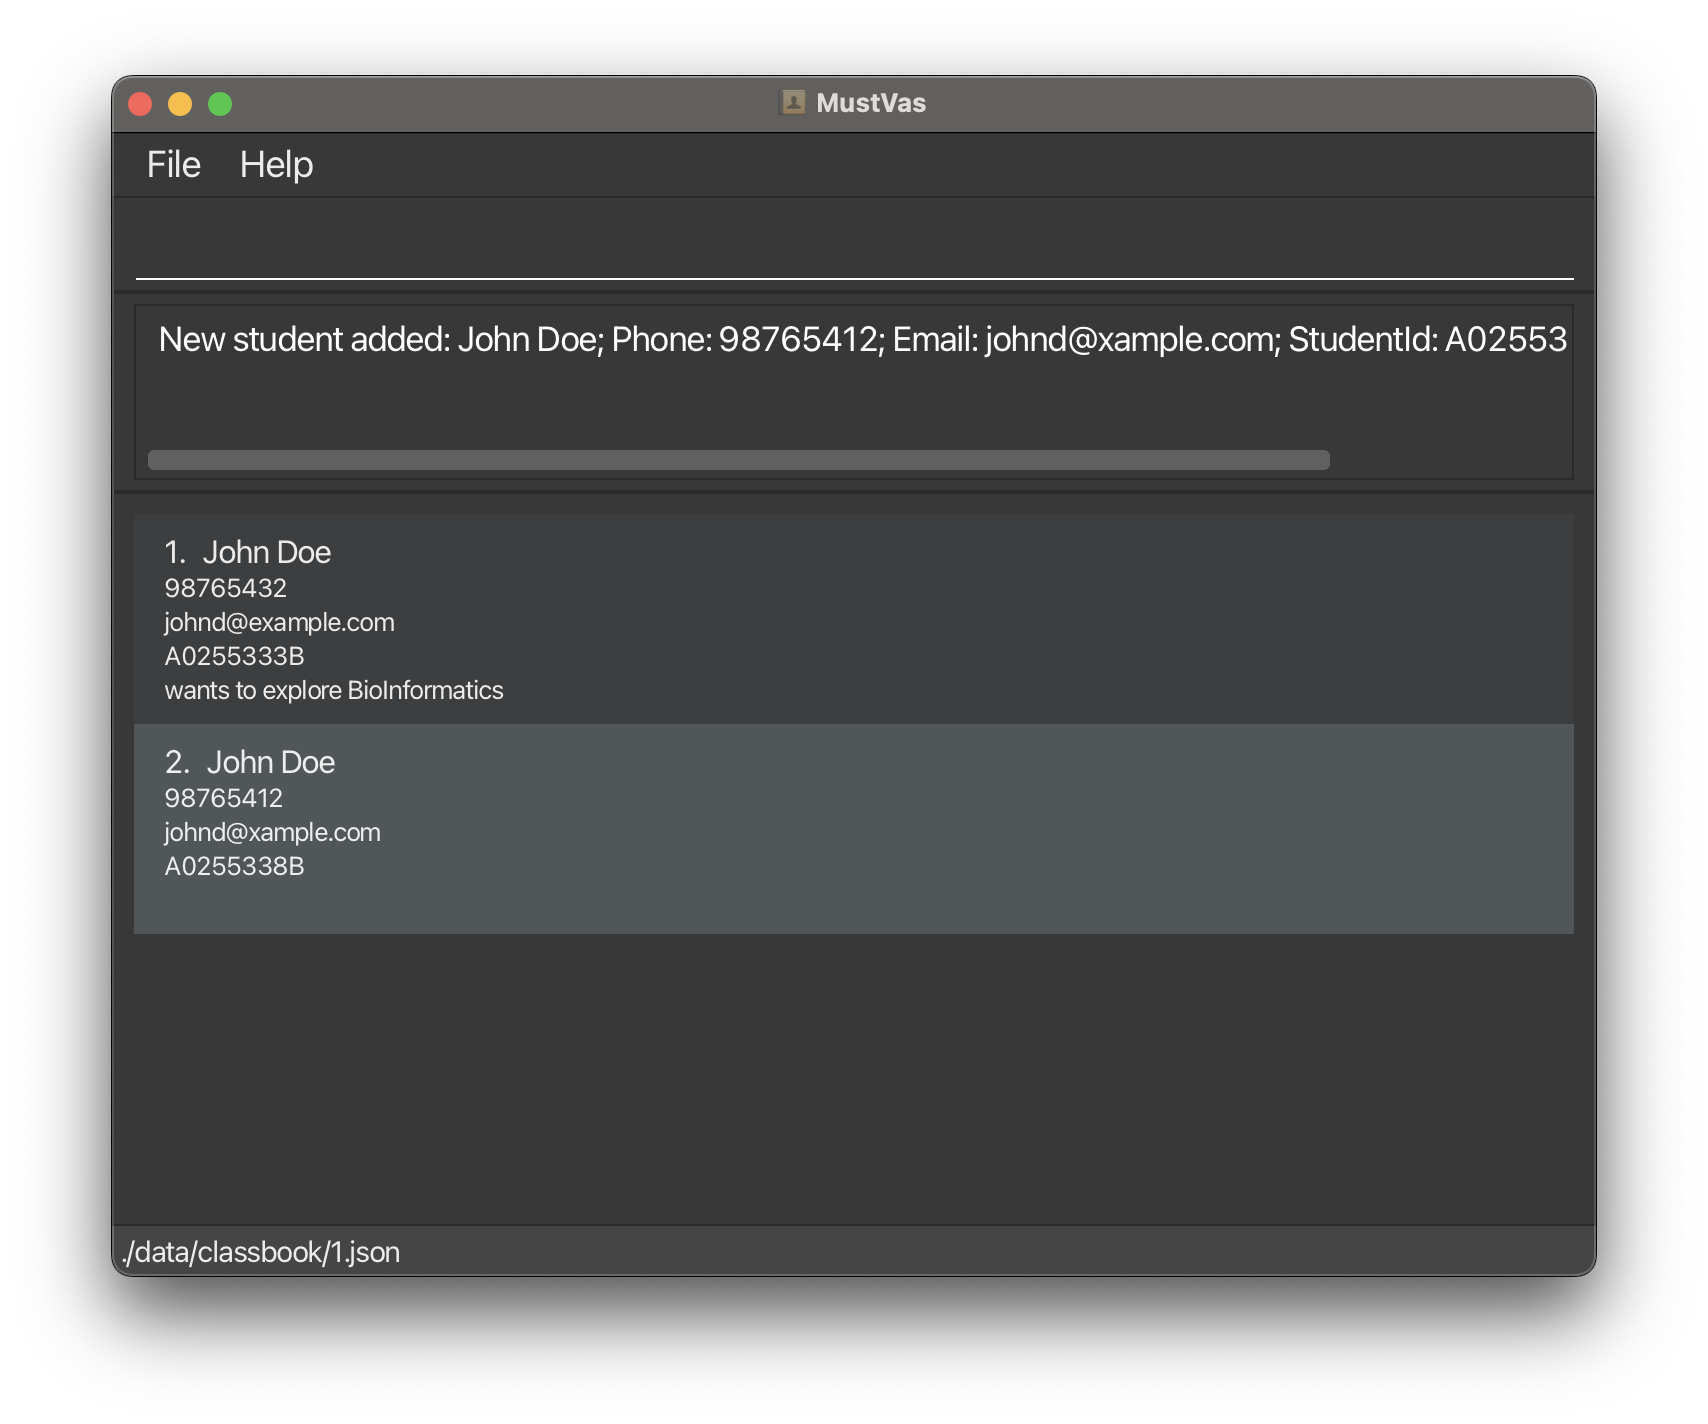 MustVas
File Help
New student added: John Doe; Phone: 98765412; Email: johnd@xample.com; StudentId: A02553
1. John Doe
98765432
johnd@example.com
A0255333B
wants to explore BioInformatics
2. John Doe
98765412
johnd@xample.com
A0255338B
./data/classbook/1.json